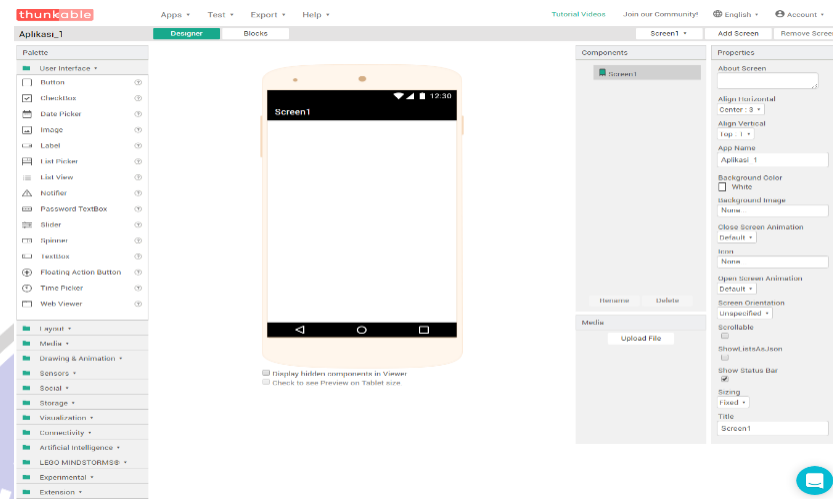 thunkable
Apps Test Export Help
Tutorial Videos Join our Community! English Account
Aplikasi_1
Designer Blocks
Screen1 Add Screen Remove Screen
Palette
User Interface
Button
CheckBox
Date Picker
Image
Label
List Picker
List View
Notifier
Password TextBox
Slider
Spinner
TextBox
Floating Action Button
Time Picker
Web Viewer
Layout
Media
Drawing & Animation
Sensors
Social
Storage
Visualization
Connectivity
Artificial Intelligence
LEGO MINDSTORMS®
Experimental
Extension
12:30
Screen1
Display hidden components in Viewer
Check to see Preview on Tablet size.
Components
Screen1
Rename Delete
Media
Upload File
Properties
About Screen
Align Horizontal
Center : 3
Align Vertical
Top : 1
App Name
Aplikasi_1
Background Color
White
Background Image
None...
Close Screen Animation
Default
Icon
None
Open Screen Animation
Default
Screen Orientation
Unspecified
Scrollable
ShowListsAsJson
Show Status Bar
Sizing
Fixed
Title
Screen1